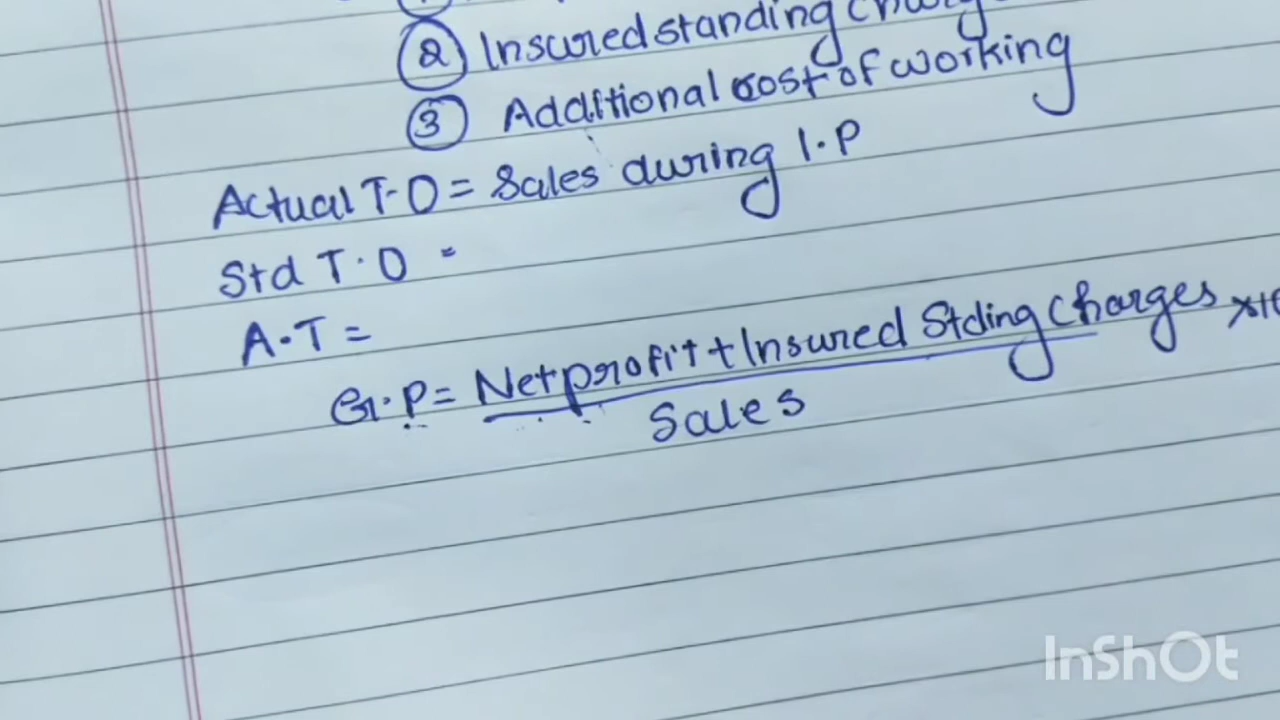 ② Insured standing
③ Additional cost of working
Actual T.O = Sales during I.P
Std T.O =
A.T =
Gr.P = Net profit + Insured Stding Charges ×
Sales
InShOt